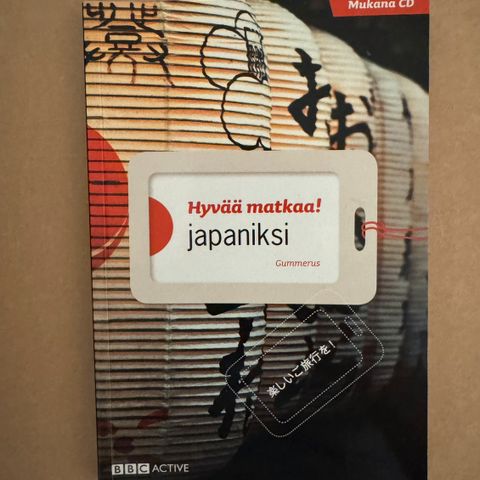 Mukana CD
Hyvää matkaa!
japaniksi
Gummerus
楽しいご旅行を！
BBC ACTIVE